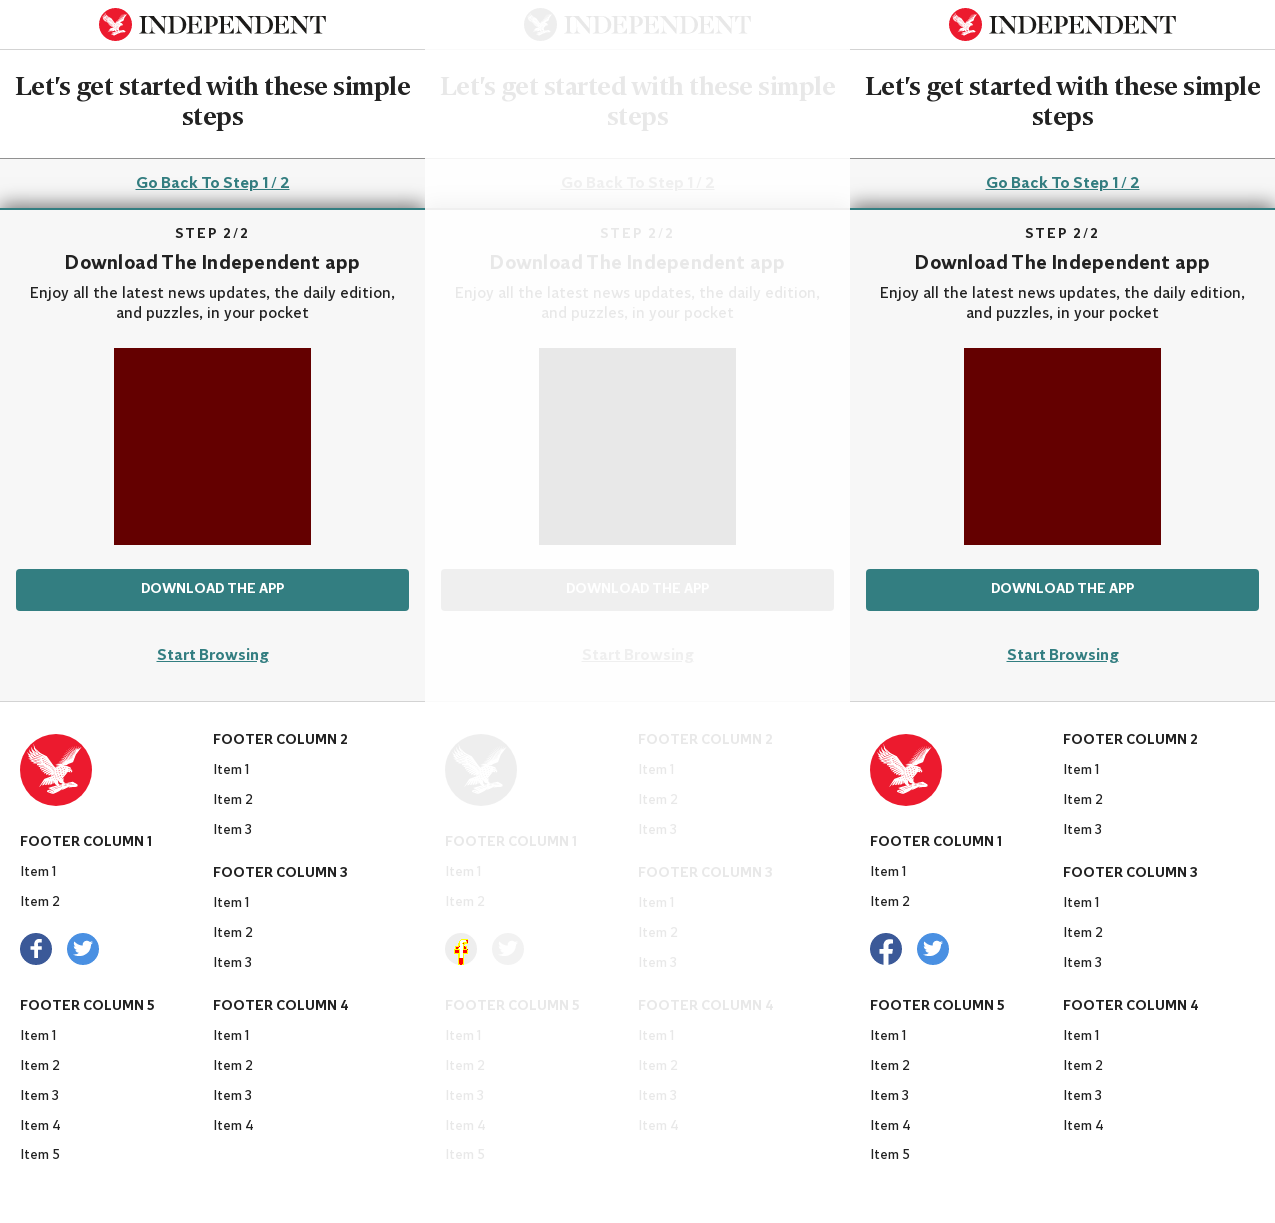 INDEPENDENT
Let's get started with these simple
steps
Go Back To Step 1 / 2
STEP 2/2
Download The Independent app
Enjoy all the latest news updates, the daily edition,
and puzzles, in your pocket
DOWNLOAD THE APP
Start Browsing
FOOTER COLUMN 1
Item 1
Item 2
FOOTER COLUMN 5
Item 1
Item 2
Item 3
Item 4
Item 5
FOOTER COLUMN 2
Item 1
Item 2
Item 3
FOOTER COLUMN 3
Item 1
Item 2
Item 3
FOOTER COLUMN 4
Item 1
Item 2
Item 3
Item 4
INDEPENDENT
Let's get started with these simple
steps
Go Back To Step 1 / 2
STEP 2/2
Download The Independent app
Enjoy all the latest news updates, the daily edition,
and puzzles, in your pocket
DOWNLOAD THE APP
Start Browsing
FOOTER COLUMN 1
Item 1
Item 2
FOOTER COLUMN 5
Item 1
Item 2
Item 3
Item 4
Item 5
FOOTER COLUMN 2
Item 1
Item 2
Item 3
FOOTER COLUMN 3
Item 1
Item 2
Item 3
FOOTER COLUMN 4
Item 1
Item 2
Item 3
Item 4
INDEPENDENT
Let's get started with these simple
steps
Go Back To Step 1 / 2
STEP 2/2
Download The Independent app
Enjoy all the latest news updates, the daily edition,
and puzzles, in your pocket
DOWNLOAD THE APP
Start Browsing
FOOTER COLUMN 1
Item 1
Item 2
FOOTER COLUMN 5
Item 1
Item 2
Item 3
Item 4
Item 5
FOOTER COLUMN 2
Item 1
Item 2
Item 3
FOOTER COLUMN 3
Item 1
Item 2
Item 3
FOOTER COLUMN 4
Item 1
Item 2
Item 3
Item 4